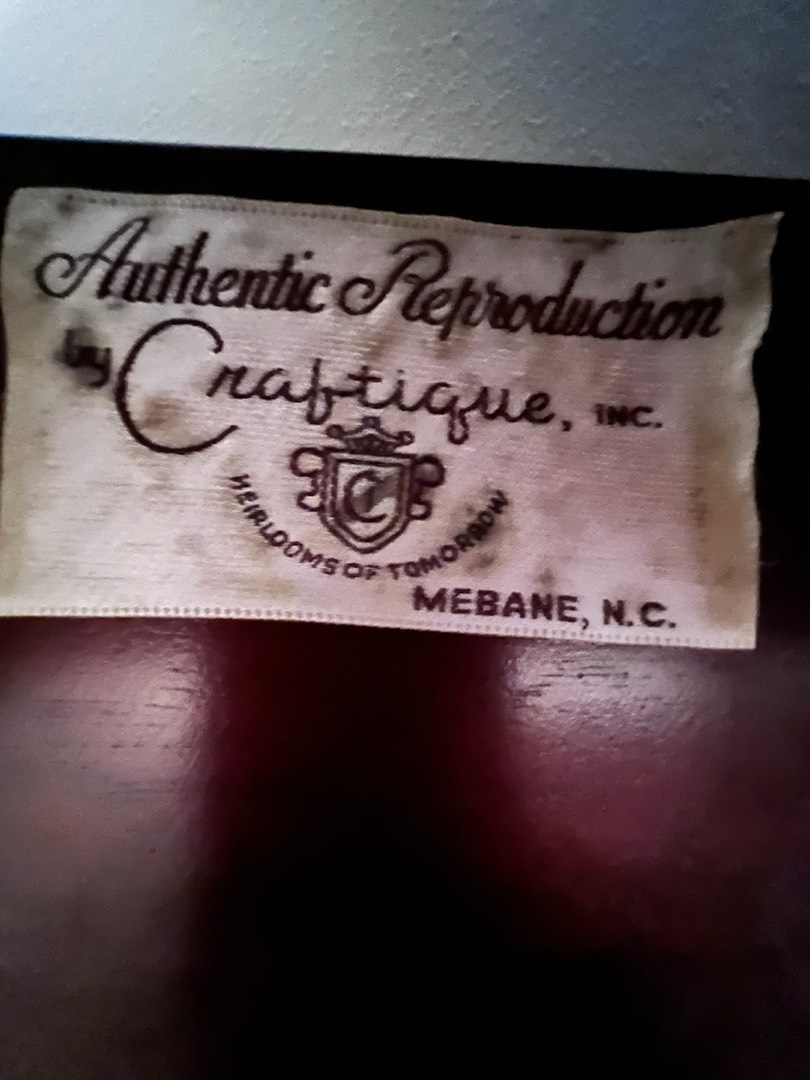 Authentic Reproduction
by Craftique, INC.
C
HEIRLOOMS OF TOMORROW
MEBANE, N.C.